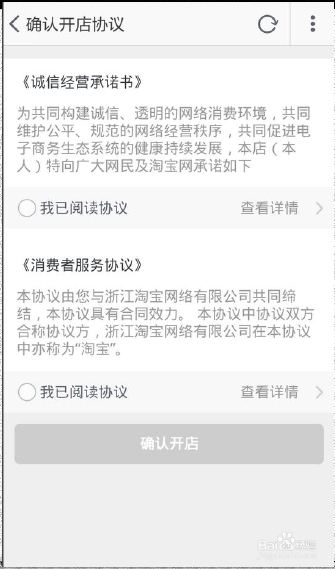 确认开店协议
《诚信经营承诺书》
为共同构建诚信、透明的网络消费环境，共同
维护公平、规范的网络经营秩序，共同促进电
子商务生态系统的健康持续发展，本店（本
人）特向广大网民及淘宝网承诺如下
我已阅读协议 查看详情
《消费者服务协议》
本协议由您与浙江淘宝网络有限公司共同缔
结，本协议具有合同效力。 本协议中协议双方
合称协议方，浙江淘宝网络有限公司在本协议
中亦称为“淘宝”。
我已阅读协议 查看详情
确认开店
Baidu经验